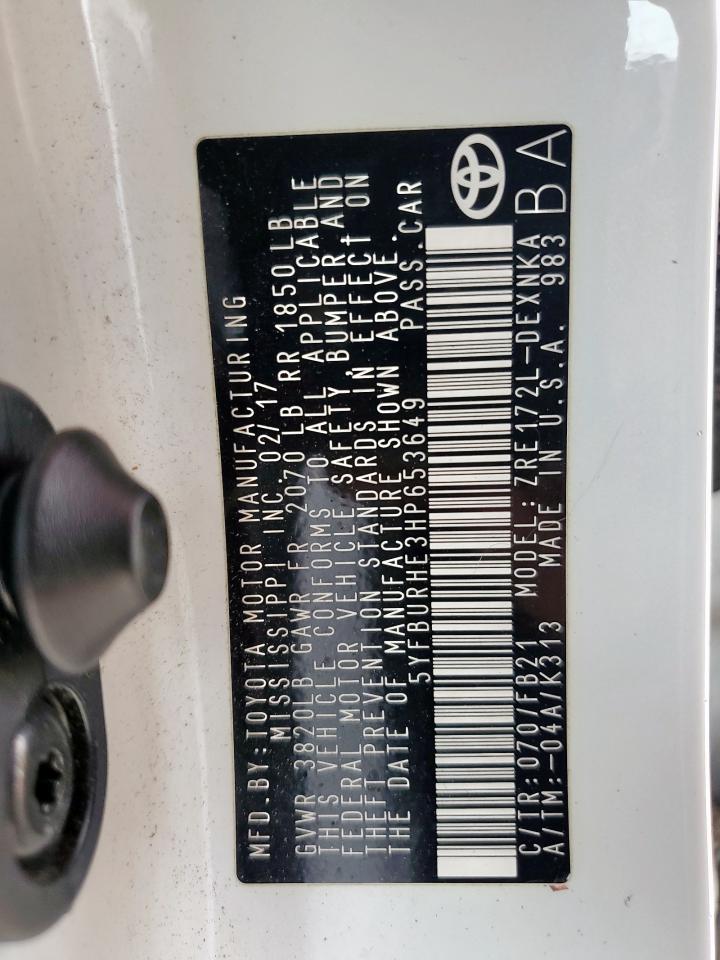 MFD.BY:TOYOTA MOTOR MANUFACTURING
MISSISSIPPI INC. 02/17
GVWR 3820LB GAWR FR 2070LB RR 1850LB
THIS VEHICLE CONFORMS TO ALL APPLICABLE
FEDERAL MOTOR VEHICLE SAFETY, BUMPER AND
THEFT PREVENTION STANDARDS IN EFFECT ON
THE DATE OF MANUFACTURE SHOWN ABOVE.
5YFBURHE3HP653649 PASS.CAR
C/TR:070/FB21 MODEL: ZRE172L-DEXNKA
A/TM:-04A/K313 MADE IN U.S.A. 983
BA